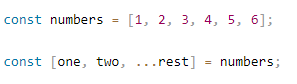 const numbers = [1, 2, 3, 4, 5, 6];
const [one, two, ...rest] = numbers;